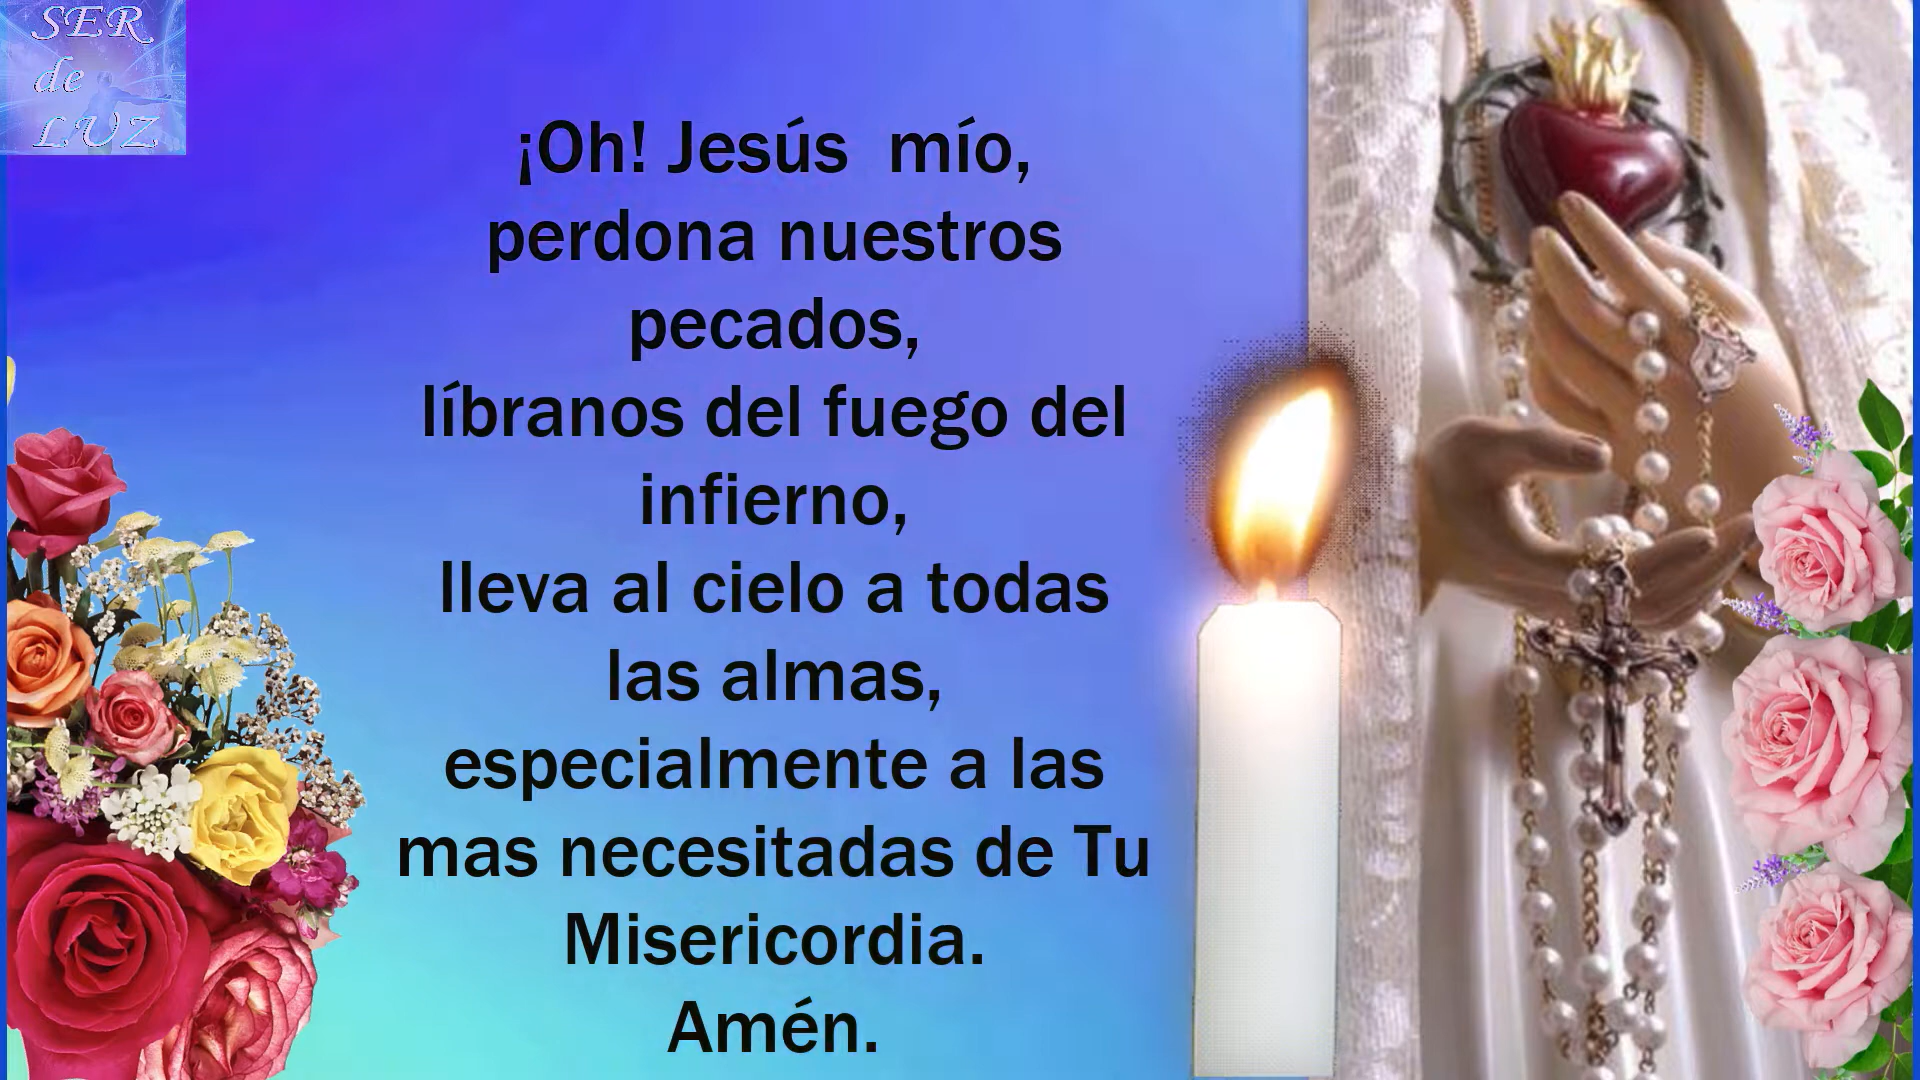 SER
de
LUZ
¡Oh! Jesús mío,
perdona nuestros
pecados,
líbranos del fuego del
infierno,
lleva al cielo a todas
las almas,
especialmente a las
mas necesitadas de Tu
Misericordia.
Amén.